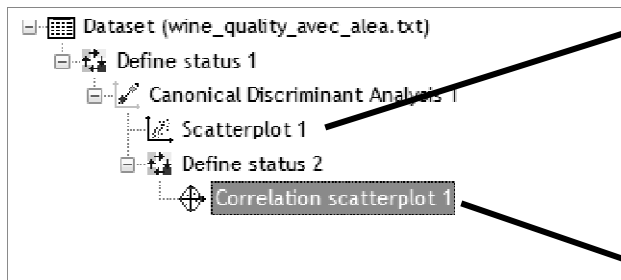 Dataset (wine_quality_avec_alea.txt)
Define status 1
Canonical Discriminant Analysis 1
Scatterplot 1
Define status 2
Correlation scatterplot 1